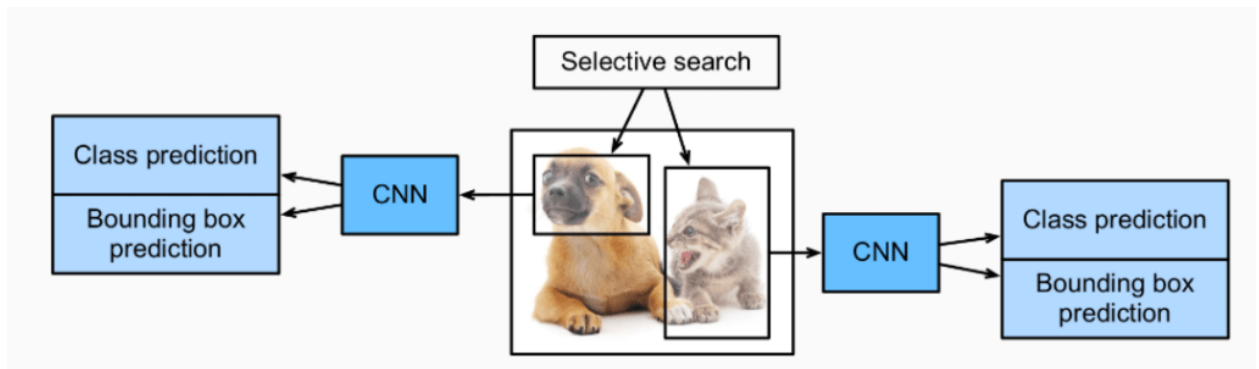 Selective search
Class prediction
Bounding box
prediction
CNN
CNN
Class prediction
Bounding box
prediction